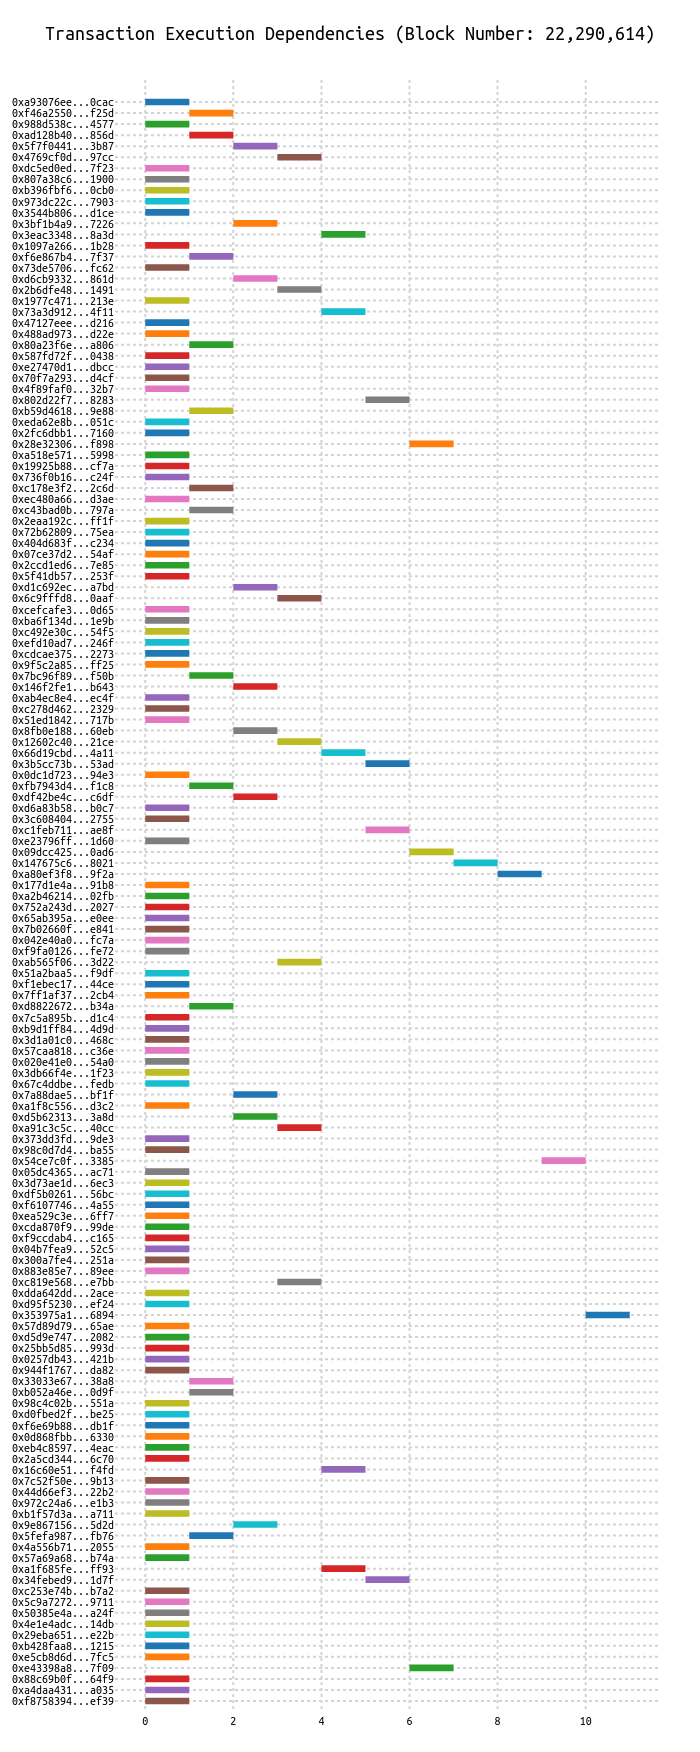 Transaction Execution Dependencies (Block Number: 22,290,614)
0xa93076ee...0cac
0xf46a2550...f25d
0x988d538c...4577
0xad128b40...856d
0x5f7f0441...3b87
0x4769cf0d...97cc
0xdc5ed0ed...7f23
0x807a38c6...1900
0xb396fbf6...0cb0
0x973dc22c...7903
0x3544b806...d1ce
0x3bf1b4a9...7226
0x3eac3348...8a3d
0x1097a266...1b28
0xf6e867b4...7f37
0x73de5706...fc62
0xd6cb9332...861d
0x2b6dfe48...1491
0x1977c471...213e
0x73a3d912...4f11
0x47127eee...d216
0x488ad973...d22e
0x80a23f6e...a806
0x587fd72f...0438
0xe27470d1...dbcc
0x70f7a293...d4cf
0x4f89faf0...32b7
0x802d22f7...8283
0xb59d4618...9e88
0xeda62e8b...051c
0x2fc6dbb1...7160
0x28e32306...f898
0xa518e571...5998
0x19925b88...cf7a
0x736f0b16...c24f
0xc178e3f2...2c6d
0xec480a66...d3ae
0xc43bad0b...797a
0x2eaa192c...ff1f
0x72b62809...75ea
0x404d683f...c234
0x07ce37d2...54af
0x2ccd1ed6...7e85
0x5f41db57...253f
0xd1c692ec...a7bd
0x6c9fffd8...0aaf
0xcefcafe3...0d65
0xba6f134d...1e9b
0xc492e30c...54f5
0xefd10ad7...246f
0xcdcae375...2273
0x9f5c2a85...ff25
0x7bc96f89...f50b
0x146f2fe1...b643
0xab4ec8e4...ec4f
0xc278d462...2329
0x51ed1842...717b
0x8fb0e188...60eb
0x12602c40...21ce
0x66d19cbd...4a11
0x3b5cc73b...53ad
0x0dc1d723...94e3
0xfb7943d4...f1c8
0xdf42be4c...c6df
0xd6a83b58...b0c7
0x3c608404...2755
0xc1feb711...ae8f
0xe23796ff...1d60
0x09dcc425...0ad6
0x147675c6...8021
0xa80ef3f8...9f2a
0x177d1e4a...91b8
0xa2b46214...02fb
0x752a243d...2027
0x65ab395a...e0ee
0x7b02660f...e841
0x042e40a0...fc7a
0xf9fa0126...fe72
0xab565f06...3d22
0x51a2baa5...f9df
0xf1ebec17...44ce
0x7ff1af37...2cb4
0xd8822672...b34a
0x7c5a895b...d1c4
0xb9d1ff84...4d9d
0x3d1a01c0...468c
0x57caa818...c36e
0x020e41e0...54a0
0x3db66f4e...1f23
0x67c4ddbe...fedb
0x7a88dae5...bf1f
0xa1f8c556...d3c2
0xd5b62313...3a8d
0xa91c3c5c...40cc
0x373dd3fd...9de3
0x98c0d7d4...ba55
0x54ce7c0f...3385
0x05dc4365...ac71
0x3d73ae1d...6ec3
0xdf5b0261...56bc
0xf6107746...4a55
0xea529c3e...6ff7
0xcda870f9...99de
0xf9ccdab4...c165
0x04b7fea9...52c5
0x300a7fe4...251a
0x883e85e7...89ee
0xc819e568...e7bb
0xdda642dd...2ace
0xd95f5230...ef24
0x353975a1...6894
0x57d89d79...65ae
0xd5d9e747...2082
0x25bb5d85...993d
0x0257db43...421b
0x944f1767...da82
0x33033e67...38a8
0xb052a46e...0d9f
0x98c4c02b...551a
0xd0fbed2f...be25
0xf6e69b88...db1f
0x0d868fbb...6330
0xeb4c8597...4eac
0x2a5cd344...6c70
0x16c60e51...f4fd
0x7c52f50e...9b13
0x44d66ef3...22b2
0x972c24a6...e1b3
0xb1f57d3a...a711
0x9e867156...5d2d
0x5fefa987...fb76
0x4a556b71...2055
0x57a69a68...b74a
0xa1f685fe...ff93
0x34febed9...1d7f
0xc253e74b...b7a2
0x5c9a7272...9711
0x50385e4a...a24f
0x4e1e4adc...14db
0x29eba651...e22b
0xb428faa8...1215
0xe5cb8d6d...7fc5
0xe43398a8...7f09
0x88c69b0f...64f9
0xa4daa431...a035
0xf8758394...ef39
0 2 4 6 8 10